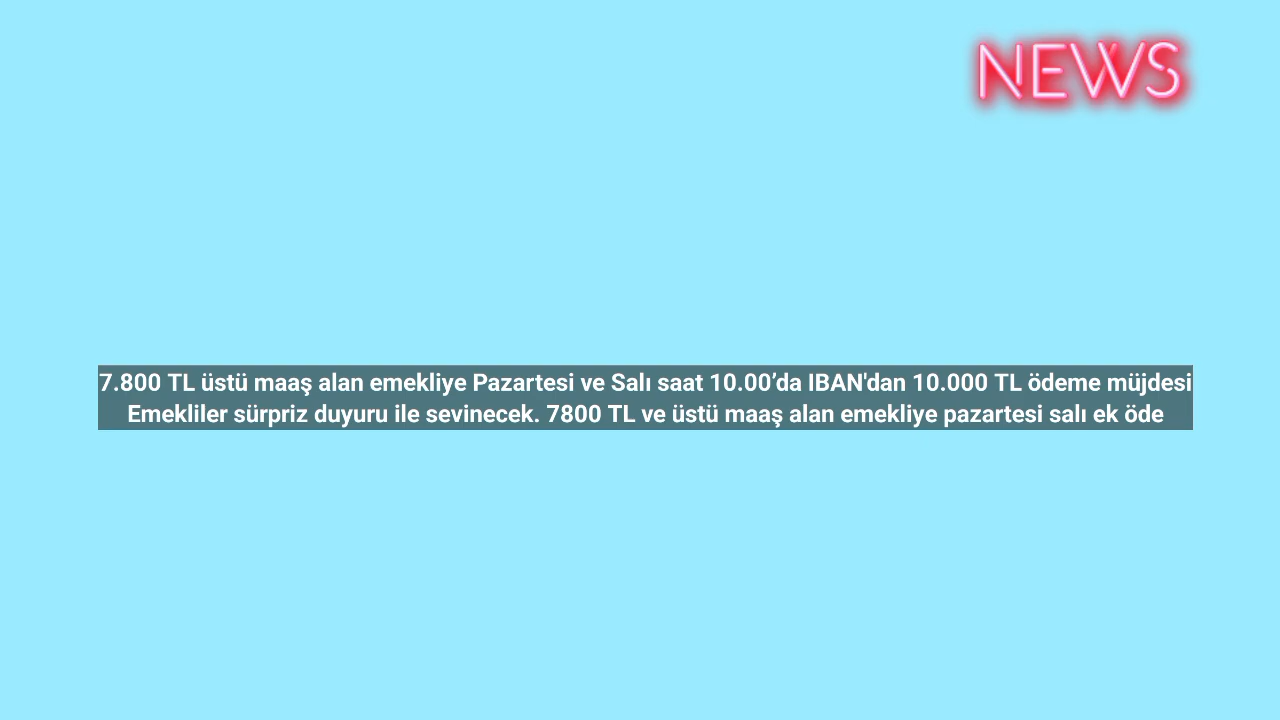 NEWS
7.800 TL üstü maaş alan emekliye Pazartesi ve Salı saat 10.00’da IBAN'dan 10.000 TL ödeme müjdesi
Emekliler sürpriz duyuru ile sevinecek. 7800 TL ve üstü maaş alan emekliye pazartesi salı ek öde